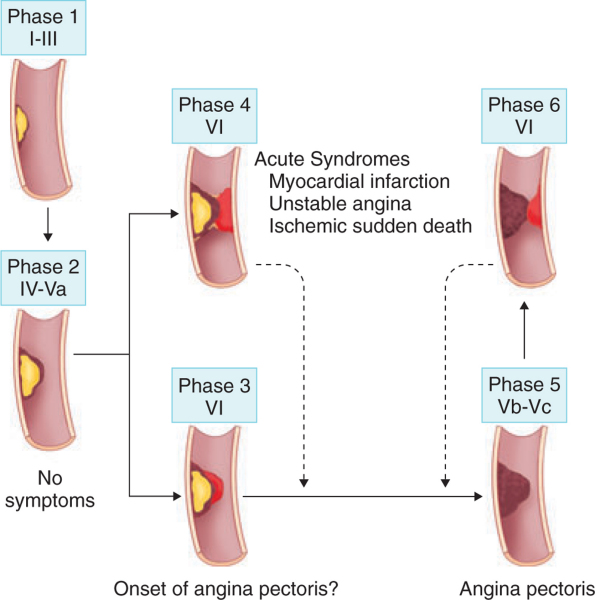 Phase 1
I-III
Phase 2
IV-Va
No
symptoms
Phase 4
VI
Acute Syndromes
Myocardial infarction
Unstable angina
Ischemic sudden death
Phase 3
VI
Onset of angina pectoris?
Phase 6
VI
Phase 5
Vb-Vc
Angina pectoris